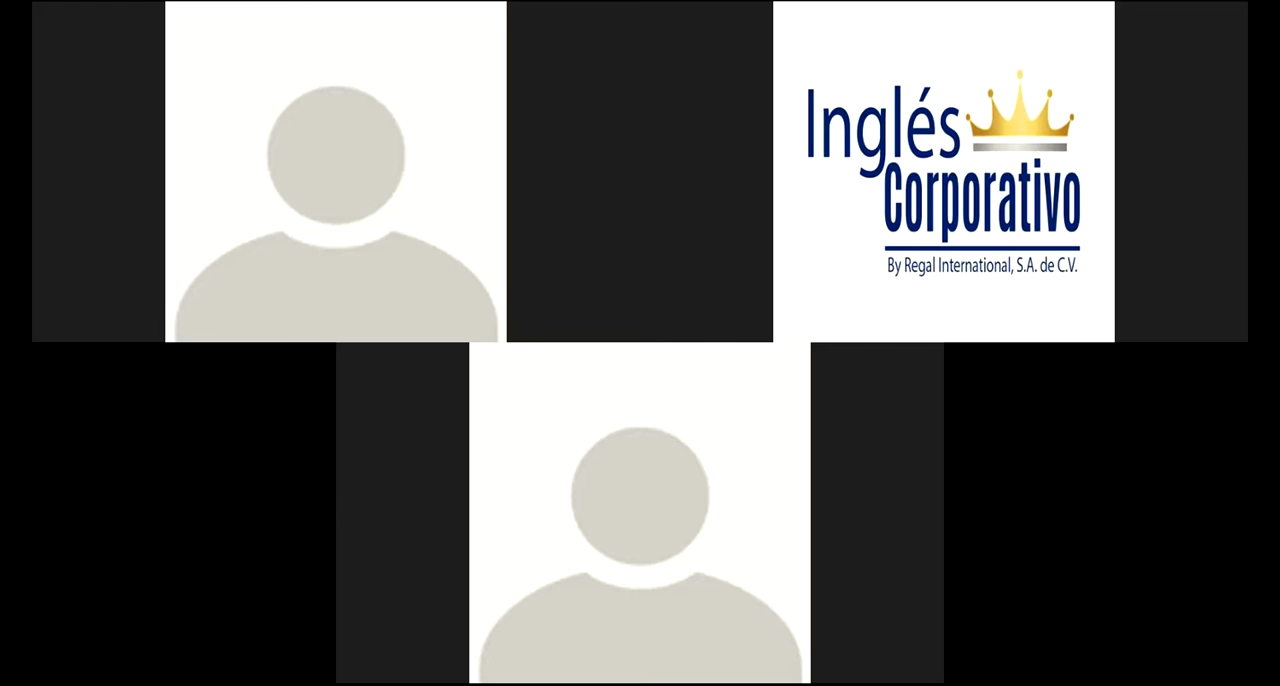 Inglés
Corporativo
By Regal International, S.A. de C.V.